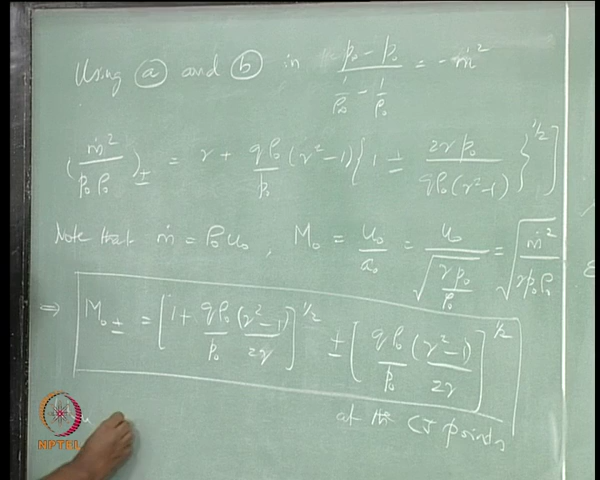 Using (a) and (b) in (p₀ - p₀)/(1/ρ₀ - 1/ρ₀) = -ṁ²
(ṁ²/(p₀ρ₀))± = γ + (qρ₀/p₀)(γ²-1){1 ± {2γp₀/(qρ₀(γ²-1))}^1/2]
Note that ṁ = ρ₀u₀, M₀ = u₀/a₀ = u₀/√(γp₀/ρ₀) = √(ṁ²/(γp₀ρ₀))
⇒ M₀± = [1 + (qρ₀/p₀)(γ²-1)/2γ]^1/2 ± [(qρ₀/p₀)(γ²-1)/2γ]^1/2
at the CJ points
NPTEL